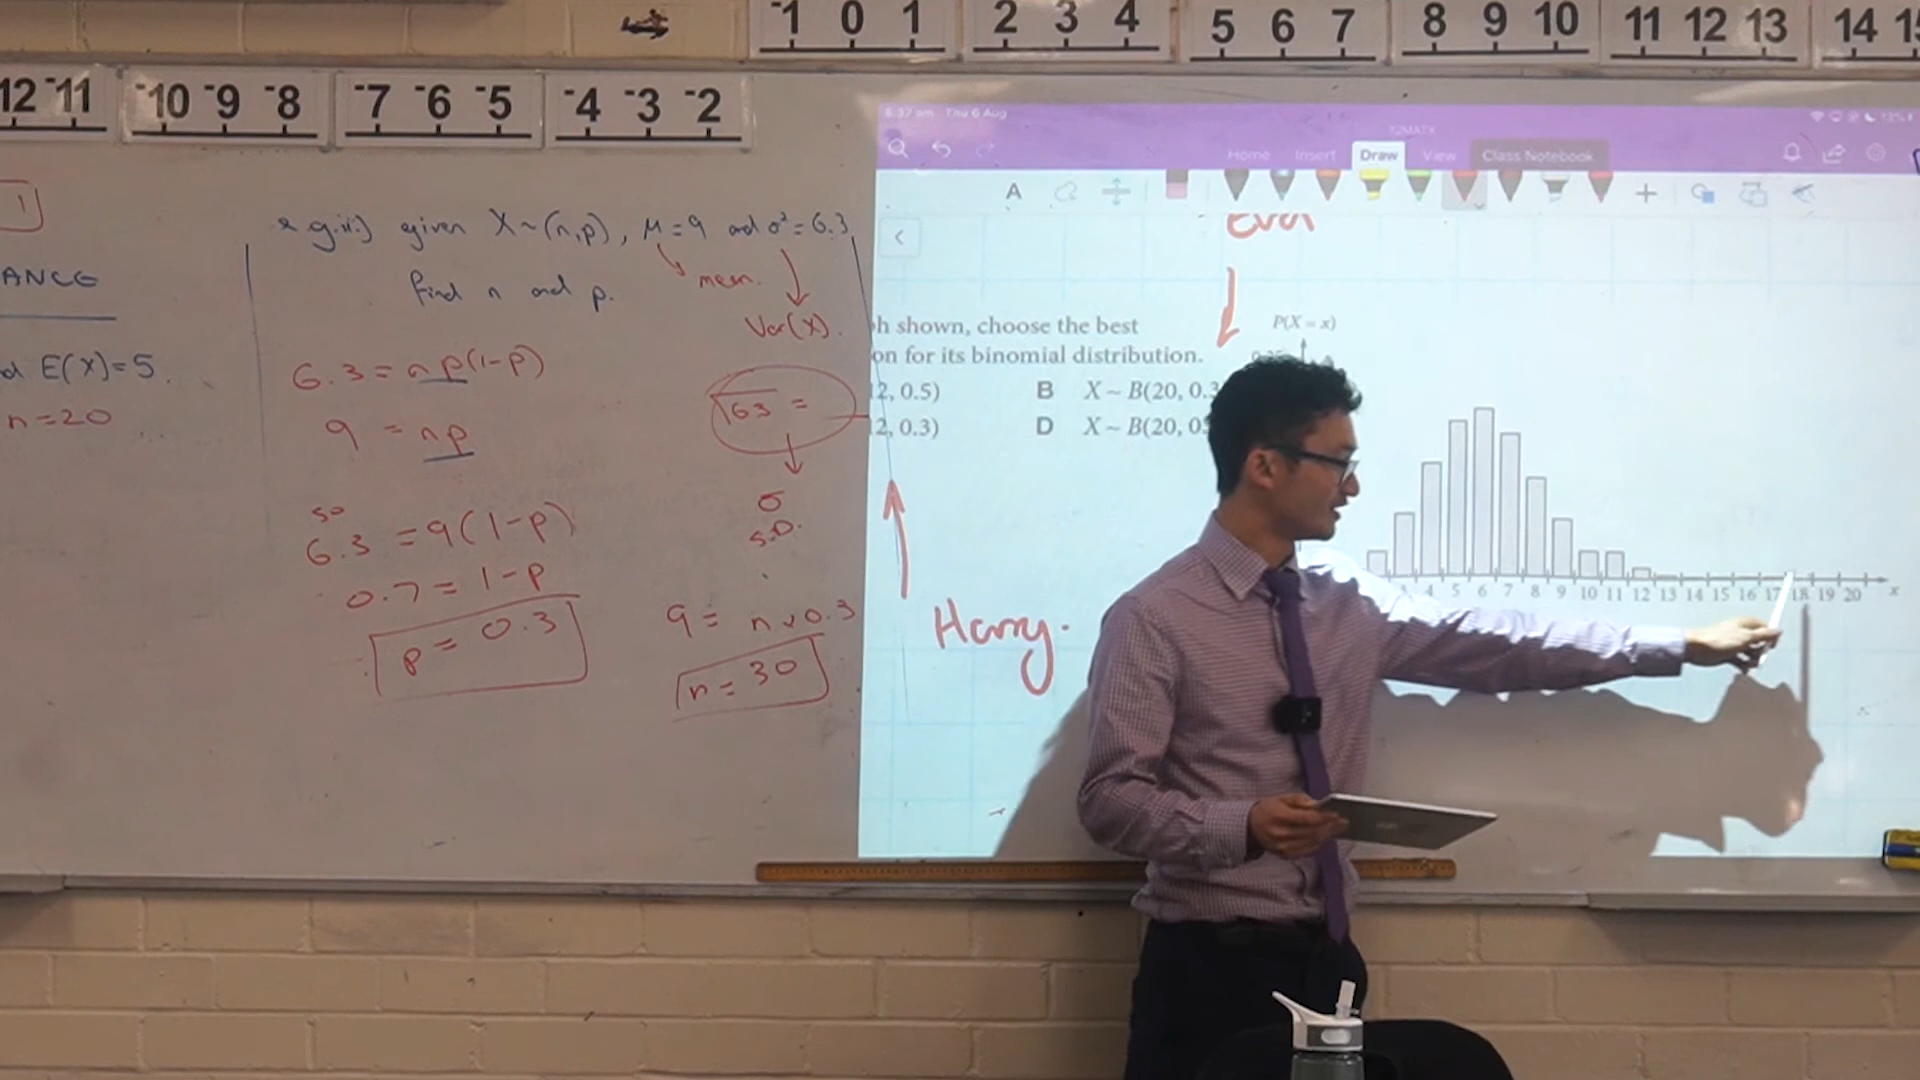 -1 0 1 2 3 4 5 6 7 8 9 10 11 12 13 14
12 -11 -10 -9 -8 -7 -6 -5 -4 -3 -2
1
ANCE
E(X)=5.
n=20
e.g.iii) given X~(n,p), μ=9 and σ²=6.3
find n and p.
mean.
Var(X).
6.3 = np(1-p)
9 = np
√63 =
σ
S.D.
so
6.3 = 9(1-p)
0.7 = 1-p
p = 0.3
9 = n×0.3
n = 30
Thu 6 Aug
12MATX
Home Insert Draw View Class Notebook
A
h shown, choose the best
on for its binomial distribution.
2, 0.5) B X ~ B(20, 0.3
2, 0.3) D X ~ B(20, 0
P(X = x)
4 5 6 7 8 9 10 11 12 13 14 15 16 17 18 19 20 x
Harry.